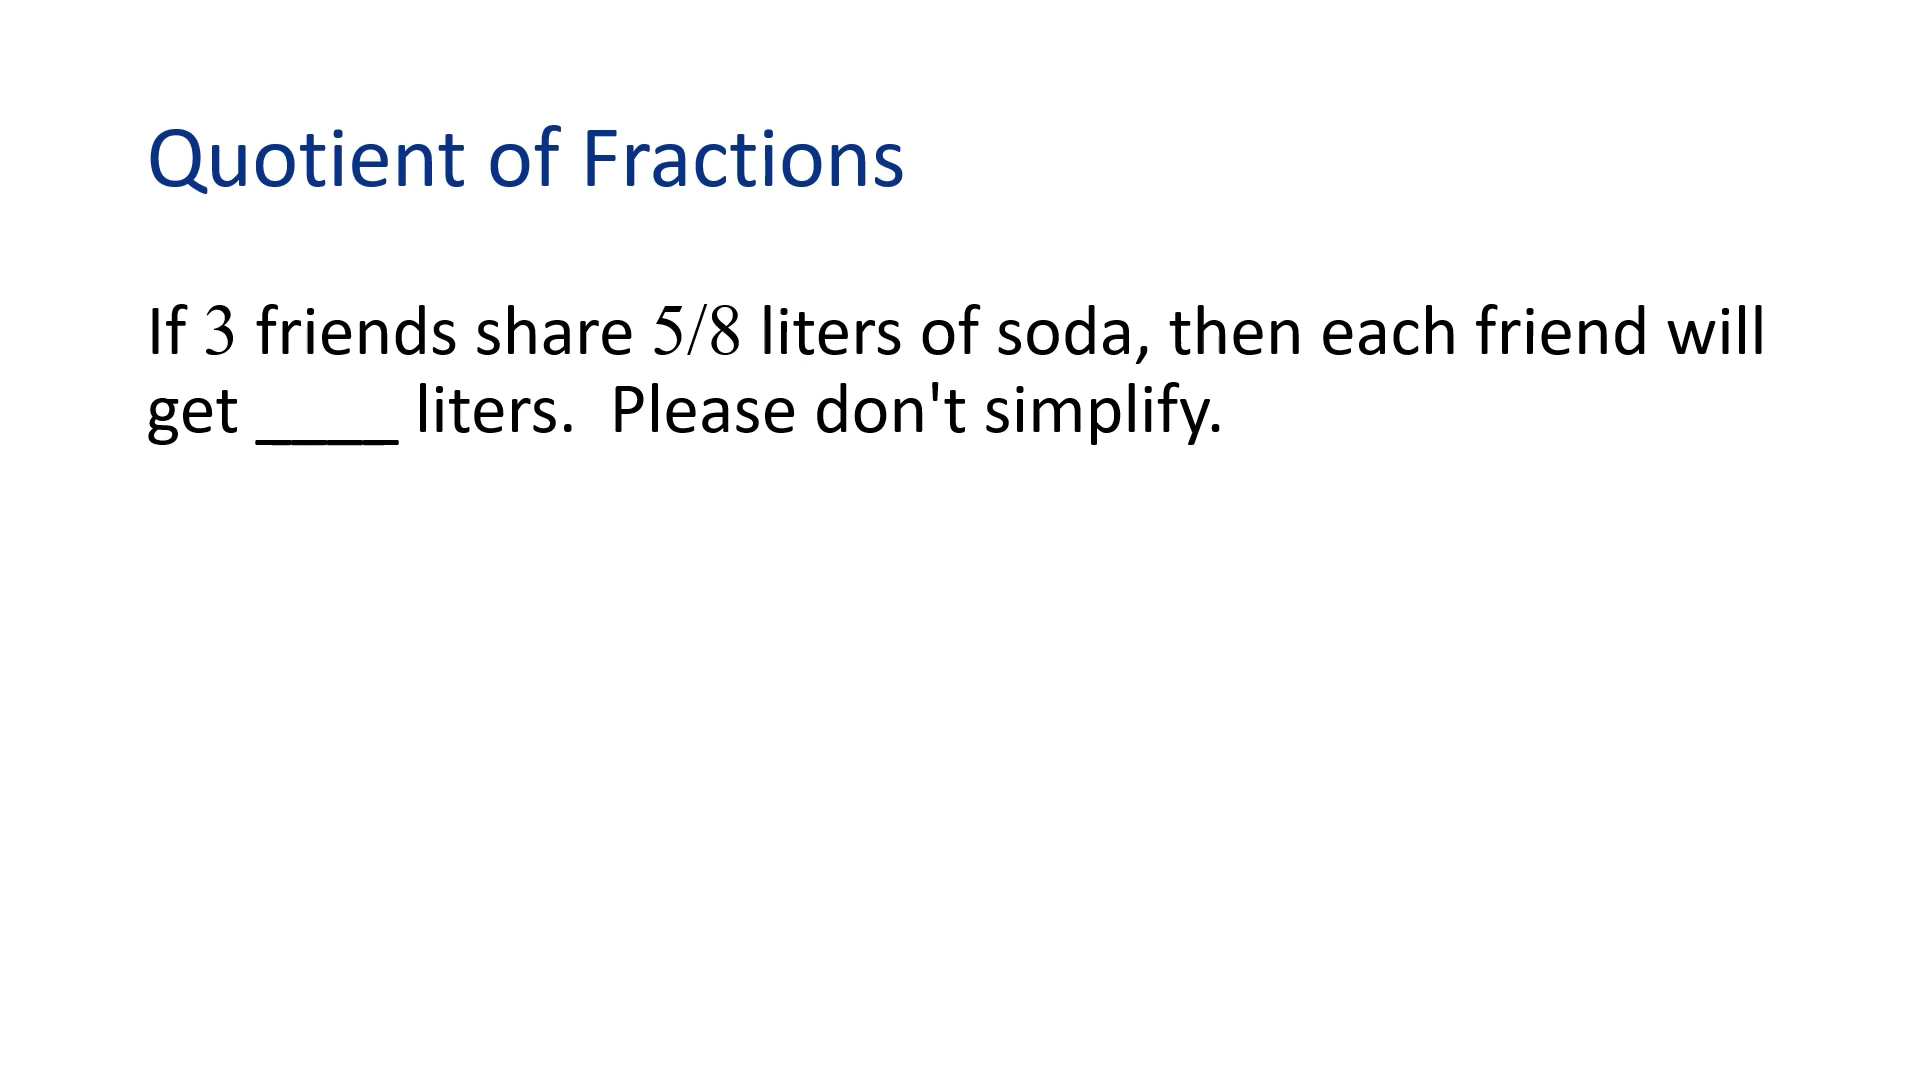 Quotient of Fractions
If 3 friends share 5/8 liters of soda, then each friend will
get ____ liters.  Please don't simplify.